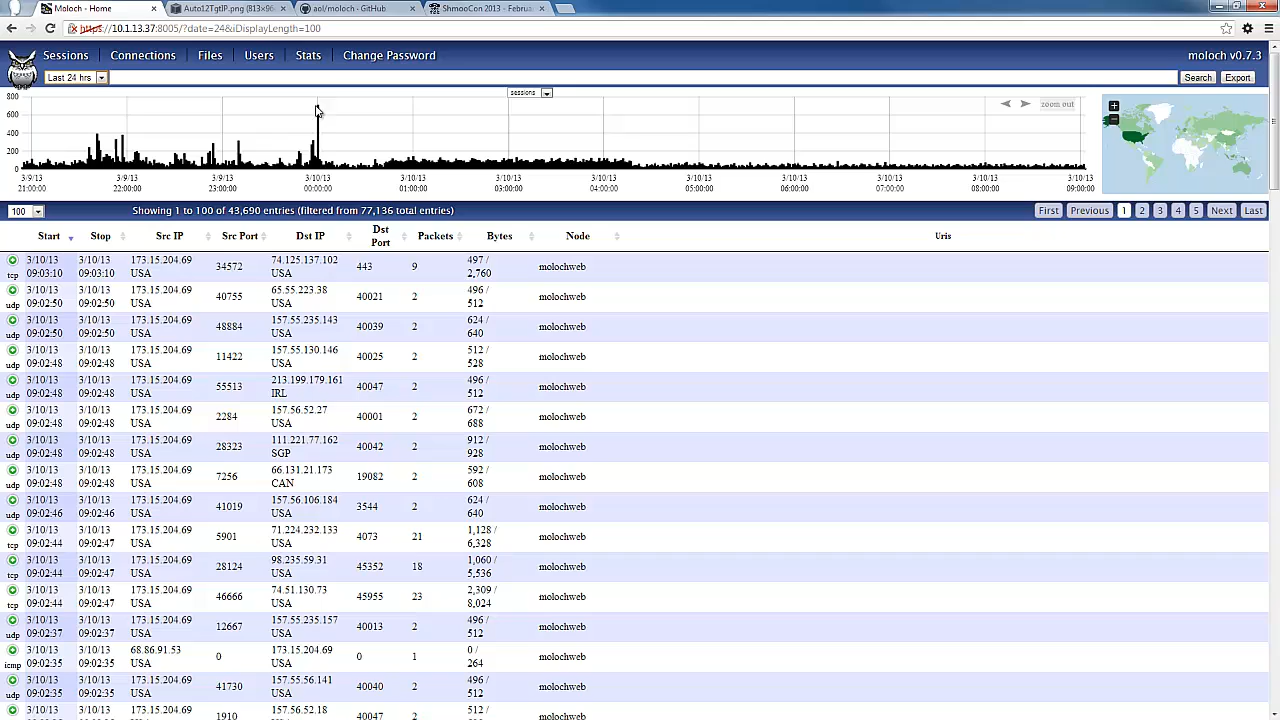 Moloch - Home
Auto12TgtIP.png (813×96
aol/moloch - GitHub
ShmooCon 2013 - Februa
https://10.1.13.37:8005/?date=24&iDisplayLength=100
Sessions Connections Files Users Stats Change Password moloch v0.7.3
Last 24 hrs Search Export
sessions
zoom out
800
600
400
200
0
3/9/13 21:00:00
3/9/13 22:00:00
3/9/13 23:00:00
3/10/13 00:00:00
3/10/13 01:00:00
3/10/13 02:00:00
3/10/13 03:00:00
3/10/13 04:00:00
3/10/13 05:00:00
3/10/13 06:00:00
3/10/13 07:00:00
3/10/13 08:00:00
3/10/13 09:00:00
100 Showing 1 to 100 of 43,690 entries (filtered from 77,136 total entries) First Previous 1 2 3 4 5 Next Last
Start Stop Src IP Src Port Dst IP Dst Port Packets Bytes Node Uris
tcp 3/10/13 09:03:10 3/10/13 09:03:10 173.15.204.69 USA 34572 74.125.137.102 USA 443 9 497 / 2,760 molochweb
udp 3/10/13 09:02:50 3/10/13 09:02:50 173.15.204.69 USA 40755 65.55.223.38 USA 40021 2 496 / 512 molochweb
udp 3/10/13 09:02:50 3/10/13 09:02:50 173.15.204.69 USA 48884 157.55.235.143 USA 40039 2 624 / 640 molochweb
udp 3/10/13 09:02:48 3/10/13 09:02:48 173.15.204.69 USA 11422 157.55.130.146 USA 40025 2 512 / 528 molochweb
udp 3/10/13 09:02:48 3/10/13 09:02:48 173.15.204.69 USA 55513 213.199.179.161 IRL 40047 2 496 / 512 molochweb
udp 3/10/13 09:02:48 3/10/13 09:02:48 173.15.204.69 USA 2284 157.56.52.27 USA 40001 2 672 / 688 molochweb
udp 3/10/13 09:02:48 3/10/13 09:02:48 173.15.204.69 USA 28323 111.221.77.162 SGP 40042 2 912 / 928 molochweb
udp 3/10/13 09:02:48 3/10/13 09:02:48 173.15.204.69 USA 7256 66.131.21.173 CAN 19082 2 592 / 608 molochweb
udp 3/10/13 09:02:46 3/10/13 09:02:46 173.15.204.69 USA 41019 157.56.106.184 USA 3544 2 624 / 640 molochweb
tcp 3/10/13 09:02:44 3/10/13 09:02:47 173.15.204.69 USA 5901 71.224.232.133 USA 4073 21 1,128 / 6,328 molochweb
tcp 3/10/13 09:02:44 3/10/13 09:02:47 173.15.204.69 USA 28124 98.235.59.31 USA 45352 18 1,060 / 5,536 molochweb
tcp 3/10/13 09:02:44 3/10/13 09:02:47 173.15.204.69 USA 46666 74.51.130.73 USA 45955 23 2,309 / 8,024 molochweb
udp 3/10/13 09:02:37 3/10/13 09:02:37 173.15.204.69 USA 12667 157.55.235.157 USA 40013 2 496 / 512 molochweb
icmp 3/10/13 09:02:35 3/10/13 09:02:35 68.86.91.53 USA 0 173.15.204.69 USA 0 1 0 / 264 molochweb
udp 3/10/13 09:02:35 3/10/13 09:02:35 173.15.204.69 USA 41730 157.55.56.141 USA 40040 2 496 / 512 molochweb
3/10/13 3/10/13 173.15.204.69 1910 157.56.52.18 40047 2 512 / molochweb